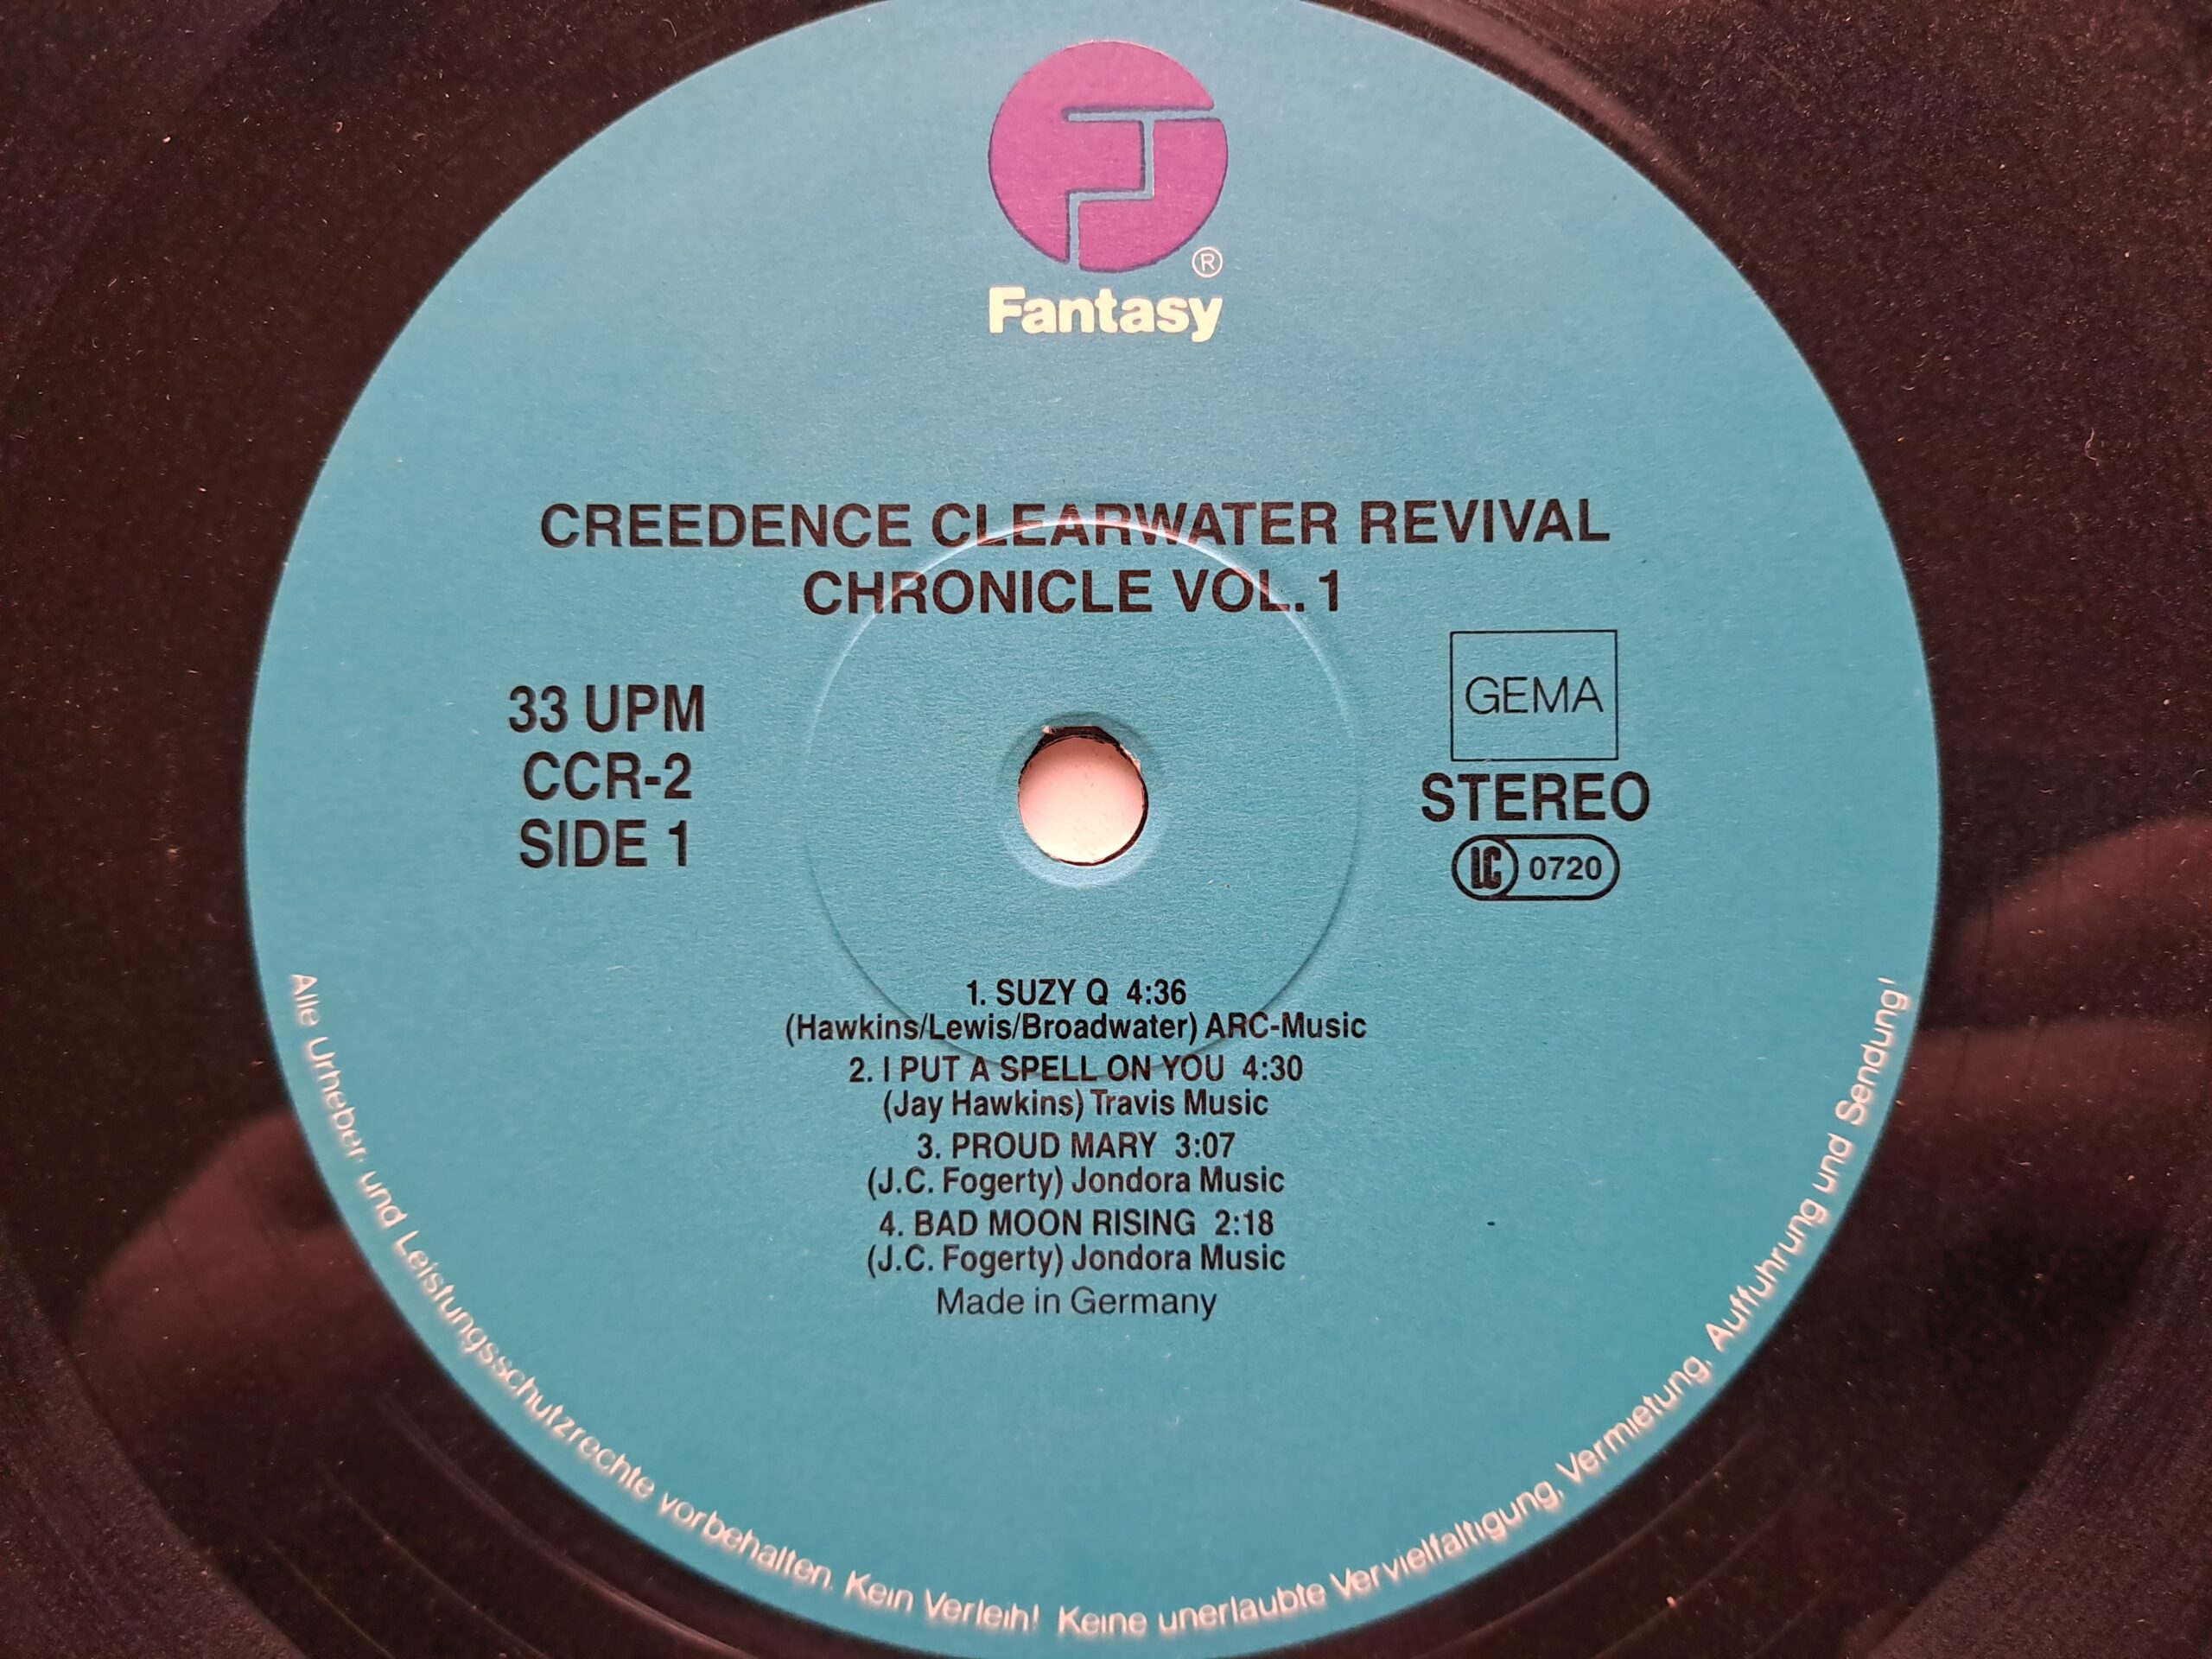 ®
Fantasy
CREEDENCE CLEARWATER REVIVAL
CHRONICLE VOL. 1
33 UPM
CCR-2
SIDE 1
GEMA
STEREO
LC 0720
1. SUZY Q 4:36
(Hawkins/Lewis/Broadwater) ARC-Music
2. I PUT A SPELL ON YOU 4:30
(Jay Hawkins) Travis Music
3. PROUD MARY 3:07
(J.C. Fogerty) Jondora Music
4. BAD MOON RISING 2:18
(J.C. Fogerty) Jondora Music
Made in Germany
Alle Urheber und Leistungsschutzrechte vorbehalten. Kein Verleih! Keine unerlaubte Vervielfältigung, Vermietung, Aufführung und Sendung!